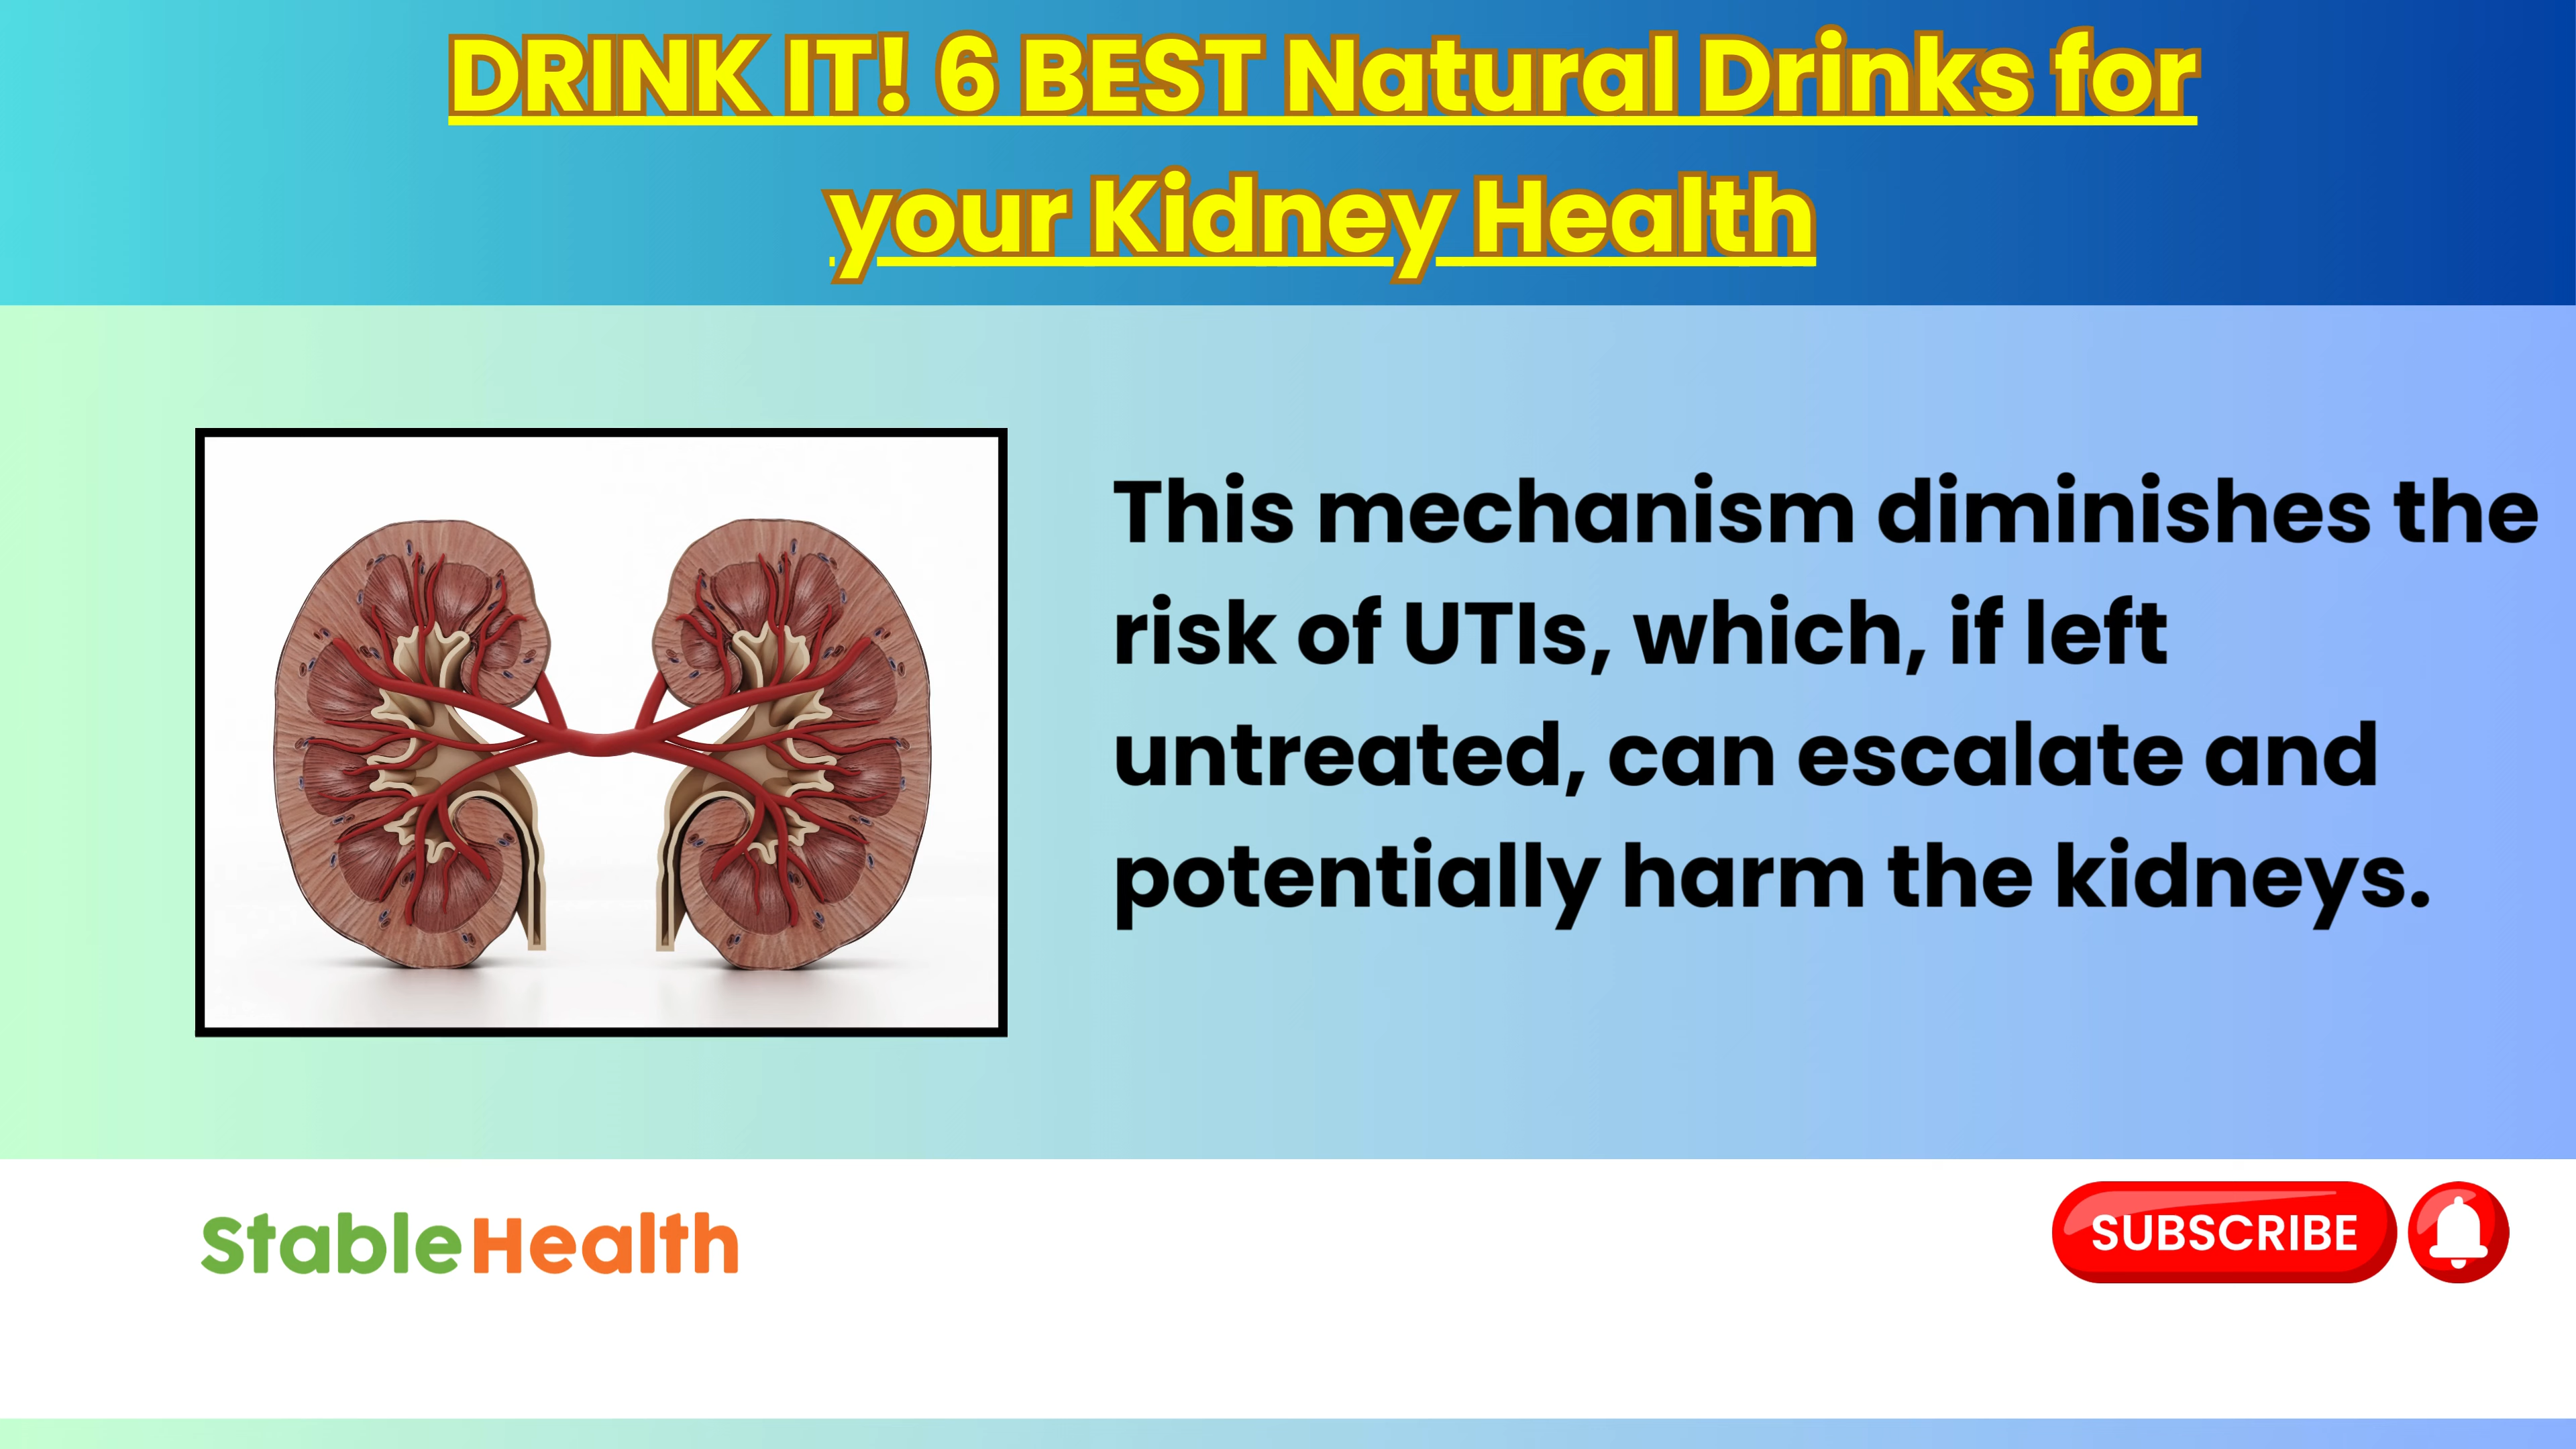 DRINK IT! 6 BEST Natural Drinks for
your Kidney Health
This mechanism diminishes the
risk of UTIs, which, if left
untreated, can escalate and
potentially harm the kidneys.
StableHealth
SUBSCRIBE